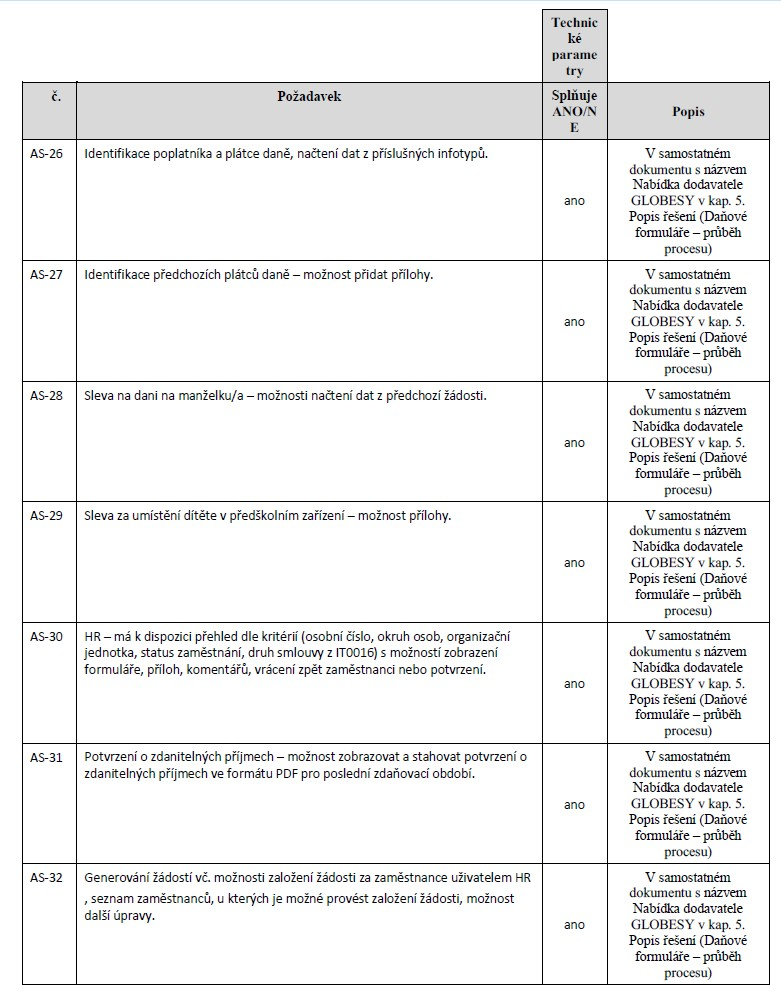 Technic
ké
parame
try
č.
Požadavek
Splňuje
ANO/N
E
Popis
AS-26
Identifikace poplatníka a plátce daně, načtení dat z příslušných infotypů.
ano
V samostatném
dokumentu s názvem
Nabídka dodavatele
GLOBESY v kap. 5.
Popis řešení (Daňové
formuláře – průběh
procesu)
AS-27
Identifikace předchozích plátců daně – možnost přidat přílohy.
ano
V samostatném
dokumentu s názvem
Nabídka dodavatele
GLOBESY v kap. 5.
Popis řešení (Daňové
formuláře – průběh
procesu)
AS-28
Sleva na dani na manželku/a – možnosti načtení dat z předchozí žádosti.
ano
V samostatném
dokumentu s názvem
Nabídka dodavatele
GLOBESY v kap. 5.
Popis řešení (Daňové
formuláře – průběh
procesu)
AS-29
Sleva za umístění dítěte v předškolním zařízení – možnost přílohy.
ano
V samostatném
dokumentu s názvem
Nabídka dodavatele
GLOBESY v kap. 5.
Popis řešení (Daňové
formuláře – průběh
procesu)
AS-30
HR – má k dispozici přehled dle kritérií (osobní číslo, okruh osob, organizační
jednotka, status zaměstnání, druh smlouvy z IT0016) s možností zobrazení
formuláře, příloh, komentářů, vrácení zpět zaměstnanci nebo potvrzení.
ano
V samostatném
dokumentu s názvem
Nabídka dodavatele
GLOBESY v kap. 5.
Popis řešení (Daňové
formuláře – průběh
procesu)
AS-31
Potvrzení o zdanitelných příjmech – možnost zobrazovat a stahovat potvrzení o
zdanitelných příjmech ve formátu PDF pro poslední zdaňovací období.
ano
V samostatném
dokumentu s názvem
Nabídka dodavatele
GLOBESY v kap. 5.
Popis řešení (Daňové
formuláře – průběh
procesu)
AS-32
Generování žádostí vč. možnosti založení žádosti za zaměstnance uživatelem HR
, seznam zaměstnanců, u kterých je možné provést založení žádosti, možnost
další úpravy.
ano
V samostatném
dokumentu s názvem
Nabídka dodavatele
GLOBESY v kap. 5.
Popis řešení (Daňové
formuláře – průběh
procesu)